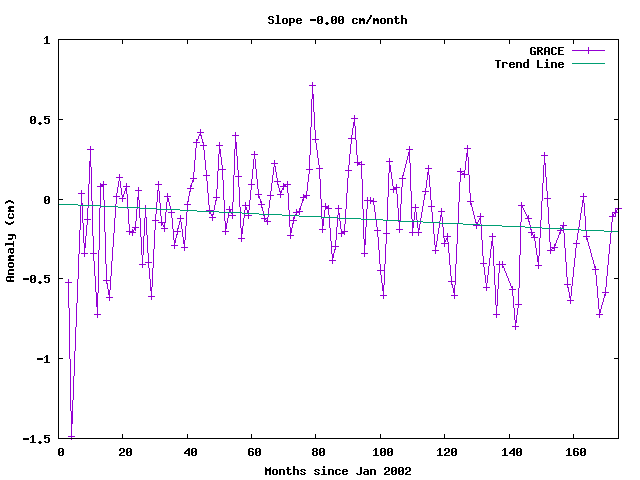 Slope -0.00 cm/month
GRACE
Trend Line
1
0.5
0
-0.5
-1
-1.5
Anomaly (cm)
0 20 40 60 80 100 120 140 160
Months since Jan 2002